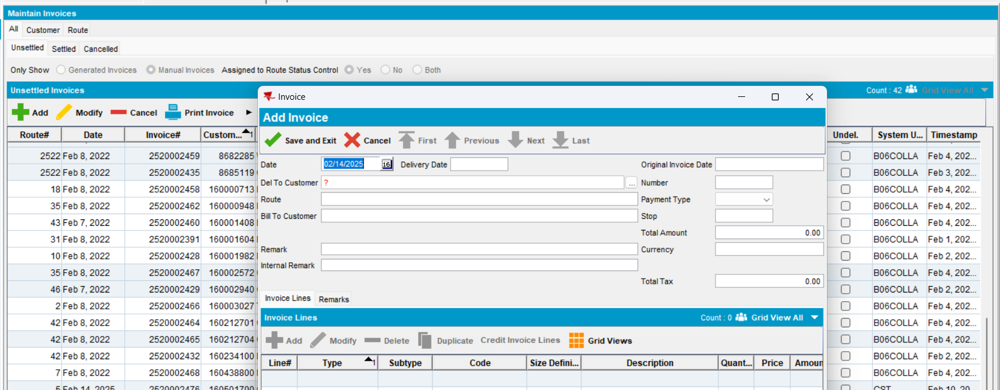 Maintain Invoices
All Customer Route
Unsettled Settled Cancelled
Only Show Generated Invoices Manual Invoices Assigned to Route Status Control Yes No Both
Unsettled Invoices Count : 42 Grid View All
Add Modify Cancel Print Invoice
Route# Date Invoice# Custom... 1 Undel. System U... Timestamp
2522 Feb 8, 2022 2520002459 8682285 B06COLLA Feb 4, 202...
2522 Feb 8, 2022 2520002435 8685119 B06COLLA Feb 3, 202...
18 Feb 8, 2022 2520002458 160000713 B06COLLA Feb 4, 202...
35 Feb 8, 2022 2520002462 160000948 B06COLLA Feb 4, 202...
43 Feb 7, 2022 2520002460 160001408 B06COLLA Feb 4, 202...
31 Feb 8, 2022 2520002391 160001604 B06COLLA Feb 1, 202...
10 Feb 8, 2022 2520002428 160001982 B06COLLA Feb 2, 202...
35 Feb 8, 2022 2520002467 160002572 B06COLLA Feb 4, 202...
46 Feb 7, 2022 2520002429 160002940 B06COLLA Feb 2, 202...
2 Feb 8, 2022 2520002466 160003027 B06COLLA Feb 4, 202...
42 Feb 8, 2022 2520002464 160212701 B06COLLA Feb 4, 202...
42 Feb 8, 2022 2520002465 160212704 B06COLLA Feb 4, 202...
42 Feb 8, 2022 2520002432 160234100 B06COLLA Feb 2, 202...
7 Feb 8, 2022 2520002468 160438800 B06COLLA Feb 4, 202...
5 Feb 14, 2025 2520002476 160501700 CST Feb 10, 20...
Invoice
Add Invoice
Save and Exit Cancel First Previous Next Last
Date 02/14/2025 16 Delivery Date Original Invoice Date
Del To Customer ? ... Number
Route Payment Type
Bill To Customer Stop
Total Amount 0.00
Remark Currency
Internal Remark
Total Tax 0.00
Invoice Lines Remarks
Invoice Lines Count : 0 Grid View All
Add Modify Delete Duplicate Credit Invoice Lines Grid Views
Line# Type 1 Subtype Code Size Defini... Description Quant... Price Amoun